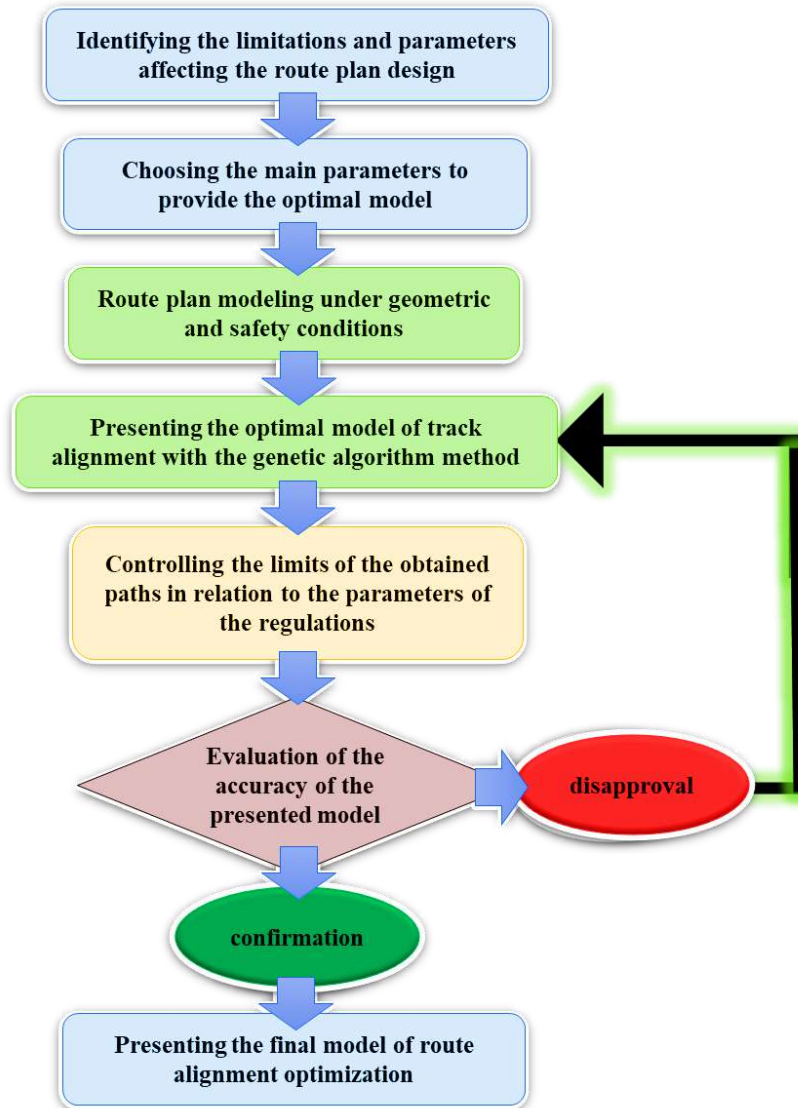 Identifying the limitations and parameters
affecting the route plan design
Choosing the main parameters to
provide the optimal model
Route plan modeling under geometric
and safety conditions
Presenting the optimal model of track
alignment with the genetic algorithm method
Controlling the limits of the obtained
paths in relation to the parameters of
the regulations
Evaluation of the
accuracy of the
presented model
disapproval
confirmation
Presenting the final model of route
alignment optimization